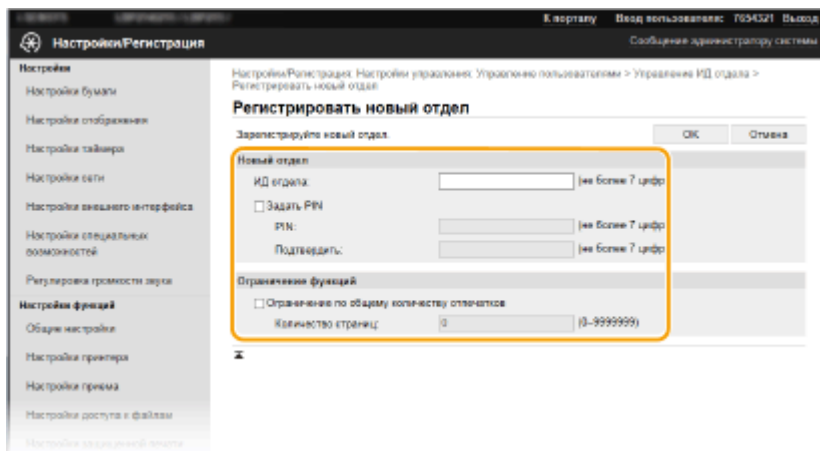 К порталу Вход пользователя: 7654321 Выход
Настройки/Регистрация
Сообщение администратору системы
Настройки
Настройки бумаги
Настройки отображения
Настройки таймера
Настройки сети
Настройки внешнего интерфейса
Настройки специальных
возможностей
Регулировка громкости звука
Настройки функций
Общие настройки
Настройки принтера
Настройки приема
Настройки доступа к файлам
Настройки защищенной печати
Настройки/Регистрация: Настройки управления: Управление пользователями > Управление ИД отдела >
Регистрировать новый отдел
Регистрировать новый отдел
Зарегистрируйте новый отдел.
OK Отмена
Новый отдел
ИД отдела: (не более 7 цифр
Задать PIN
PIN: (не более 7 цифр
Подтвердить: (не более 7 цифр
Ограничение функций
Ограничение по общему количеству отпечатков
Количество страниц: 0 (0-9999999)